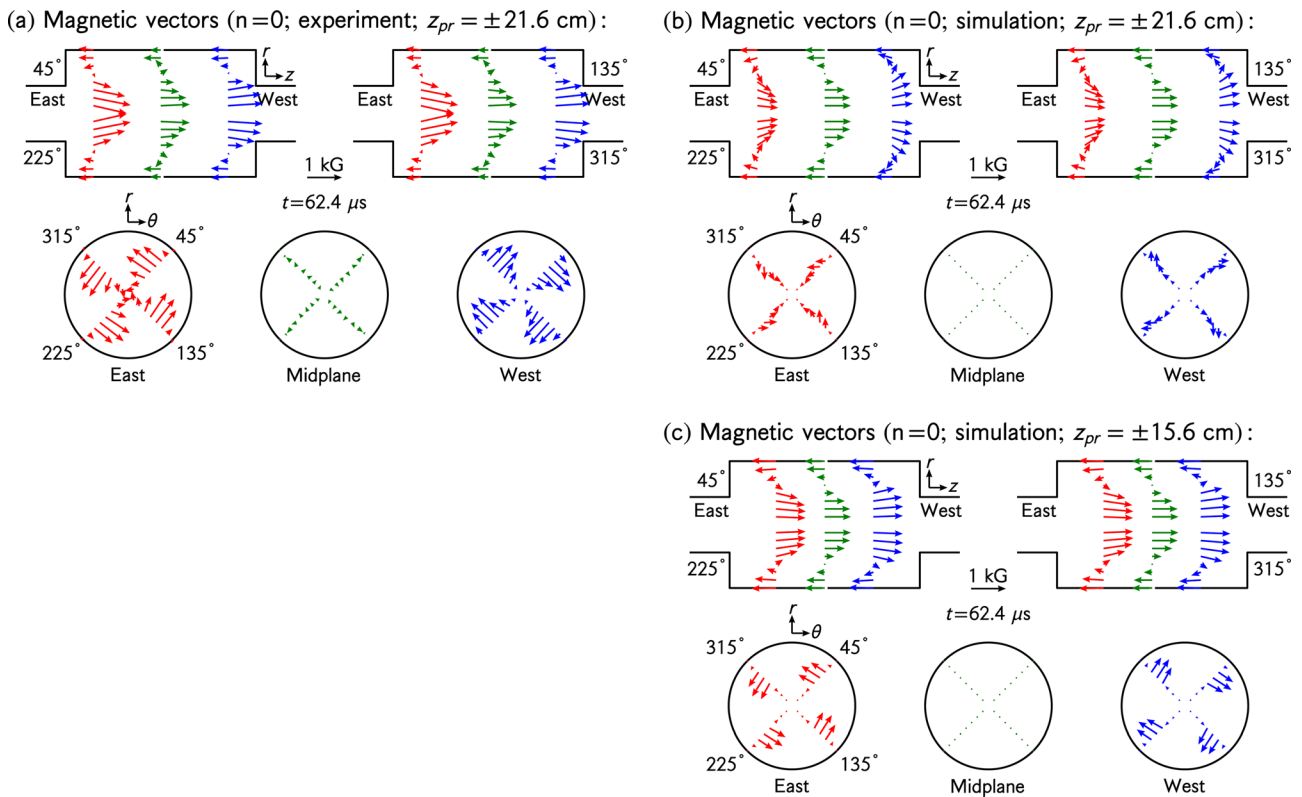 (a) Magnetic vectors (n=0; experiment; z_pr = ±21.6 cm) :
45° r z 135°
East West East West
225° 1 kG 315°
t=62.4 μs
r θ
315° 45°
225° 135°
East Midplane West
(b) Magnetic vectors (n=0; simulation; z_pr = ±21.6 cm) :
45° r z 135°
East West East West
225° 1 kG 315°
t=62.4 μs
r θ
315° 45°
225° 135°
East Midplane West
(c) Magnetic vectors (n=0; simulation; z_pr = ±15.6 cm) :
45° r z 135°
East West East West
225° 1 kG 315°
t=62.4 μs
r θ
315° 45°
225° 135°
East Midplane West